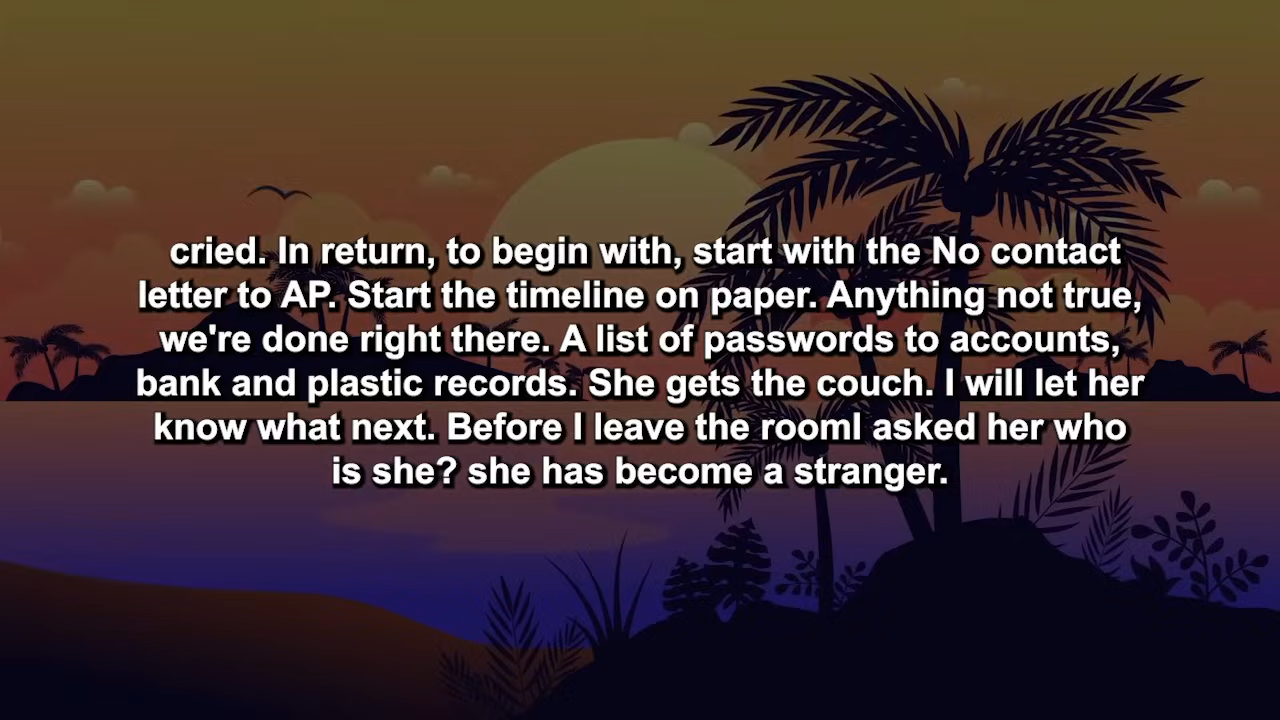 cried. In return, to begin with, start with the No contact
letter to AP. Start the timeline on paper. Anything not true,
we're done right there. A list of passwords to accounts,
bank and plastic records. She gets the couch. I will let her
know what next. Before I leave the rooml asked her who
is she? she has become a stranger.